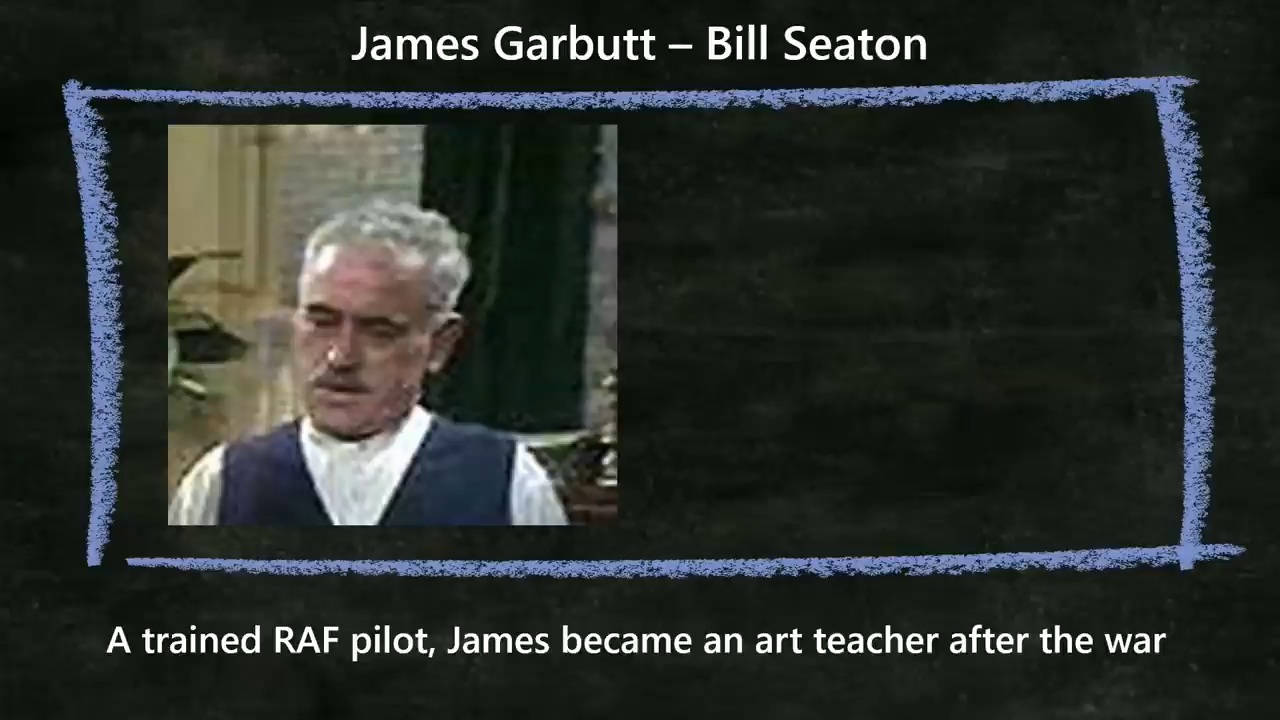 James Garbutt – Bill Seaton
A trained RAF pilot, James became an art teacher after the war